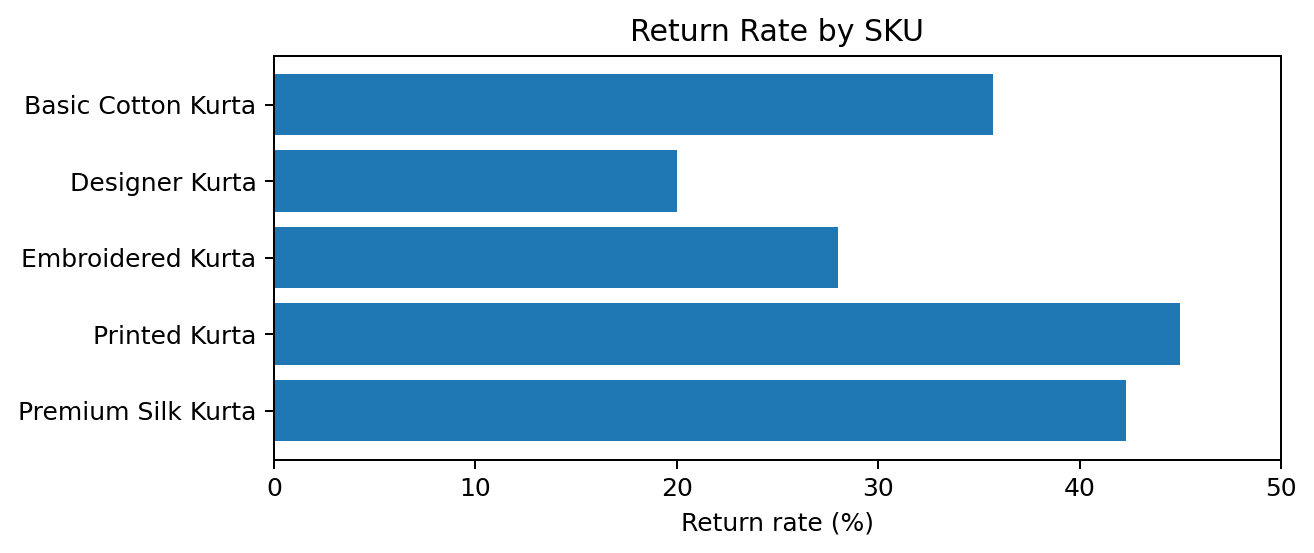 Return Rate by SKU
Basic Cotton Kurta
Designer Kurta
Embroidered Kurta
Printed Kurta
Premium Silk Kurta
0 10 20 30 40 50
Return rate (%)